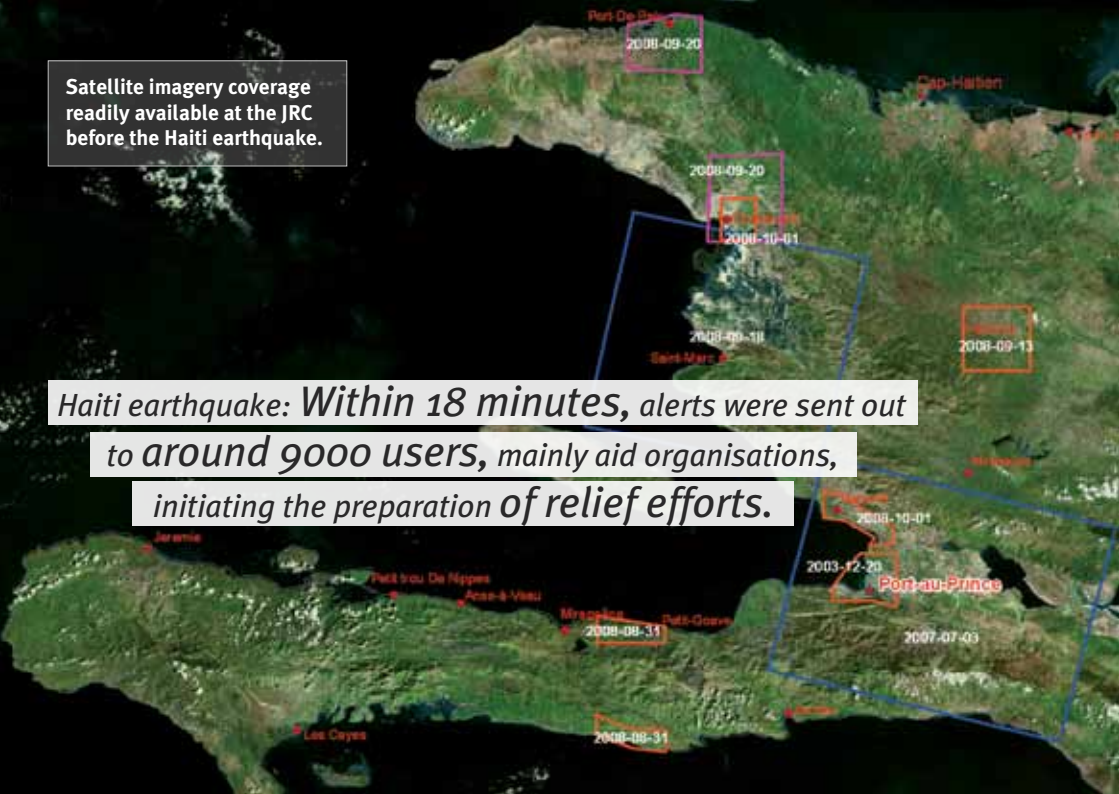 Port-De-Paix
2008-09-20
Satellite imagery coverage
readily available at the JRC
before the Haiti earthquake.
Cap-Haitien
2008-09-20
2008-10-01
2008-09-18
2008-09-13
Saint-Marc
Haiti earthquake: Within 18 minutes, alerts were sent out
to around 9000 users, mainly aid organisations,
initiating the preparation of relief efforts.
2008-10-01
Jeremie
2003-12-20
Port-au-Prince
Petit trou De Nippes
Anse-à-Veau
Petit-Goave
2008-08-31
2007-07-03
Les Cayes
2008-08-31